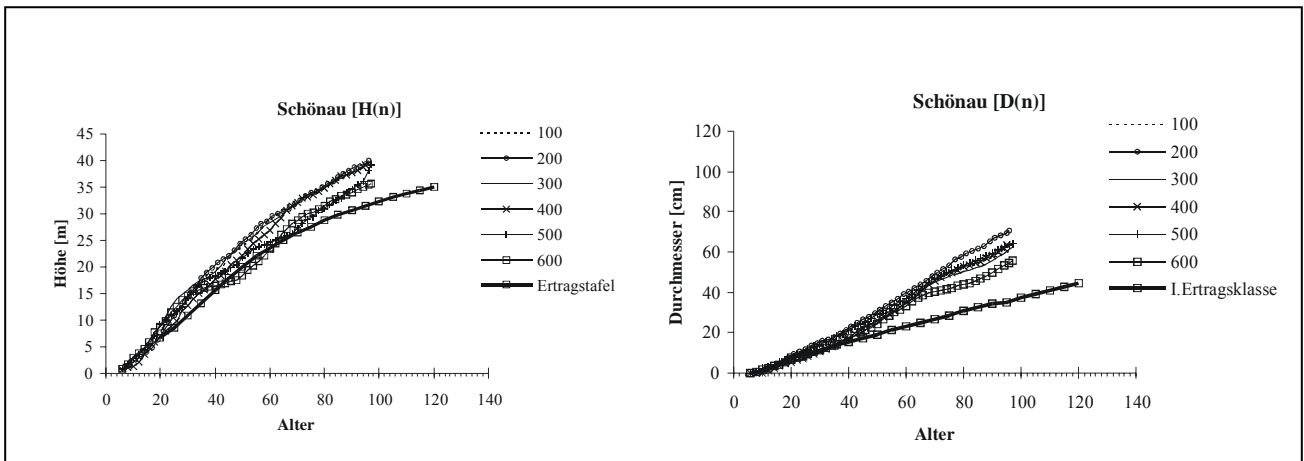 Schönau [H(n)]
Höhe [m]
45
40
35
30
25
20
15
10
5
0
0 20 40 60 80 100 120 140
Alter
100
200
300
400
500
600
Ertragstafel
Schönau [D(n)]
Durchmesser [cm]
120
100
80
60
40
20
0
0 20 40 60 80 100 120 140
Alter
100
200
300
400
500
600
I.Ertragsklasse